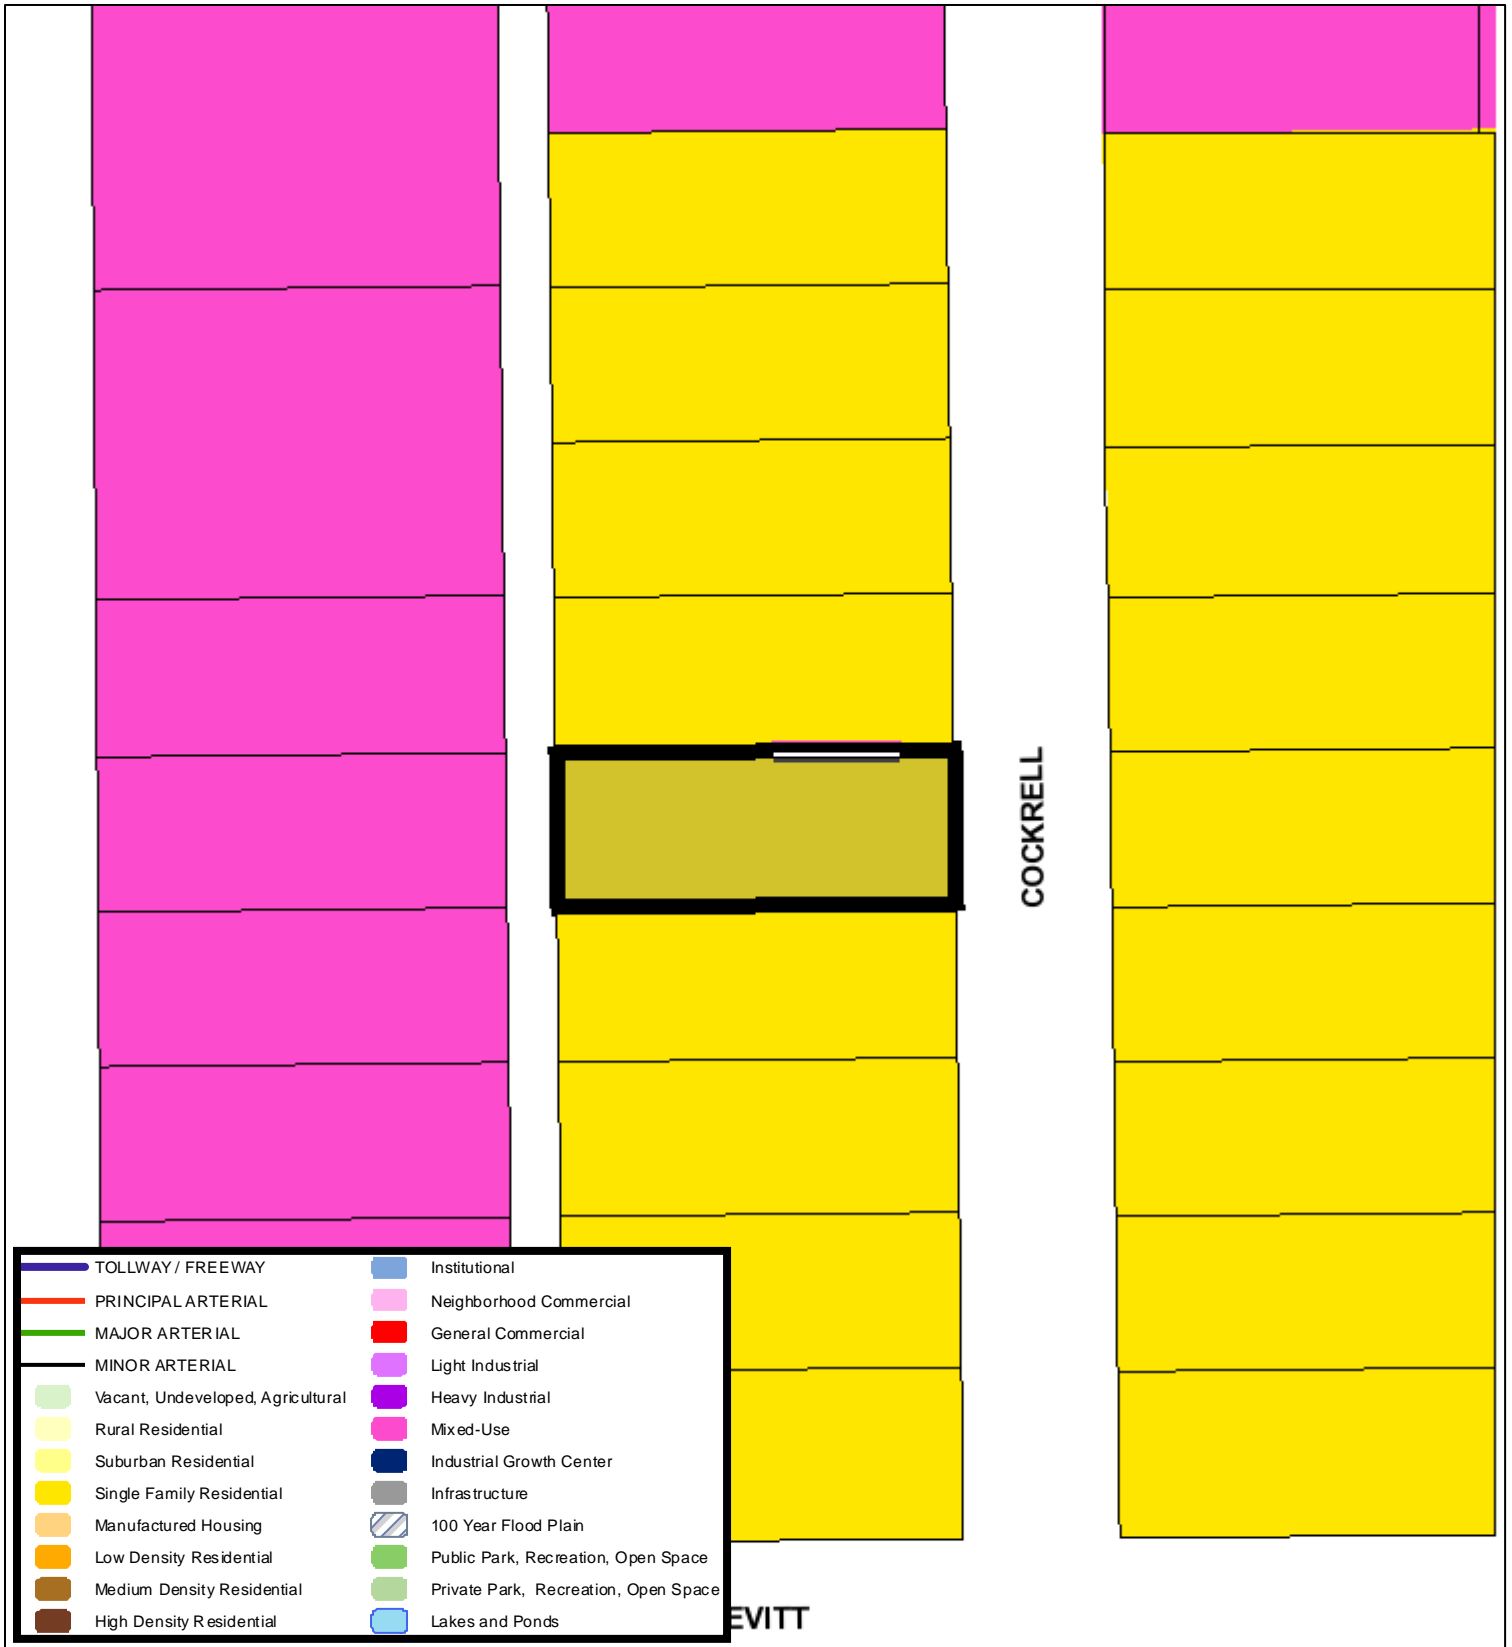 COCKRELL
TOLLWAY / FREEWAY
PRINCIPAL ARTERIAL
MAJOR ARTERIAL
MINOR ARTERIAL
Vacant, Undeveloped, Agricultural
Rural Residential
Suburban Residential
Single Family Residential
Manufactured Housing
Low Density Residential
Medium Density Residential
High Density Residential
Institutional
Neighborhood Commercial
General Commercial
Light Industrial
Heavy Industrial
Mixed-Use
Industrial Growth Center
Infrastructure
100 Year Flood Plain
Public Park, Recreation, Open Space
Private Park, Recreation, Open Space
Lakes and Ponds
EVITT